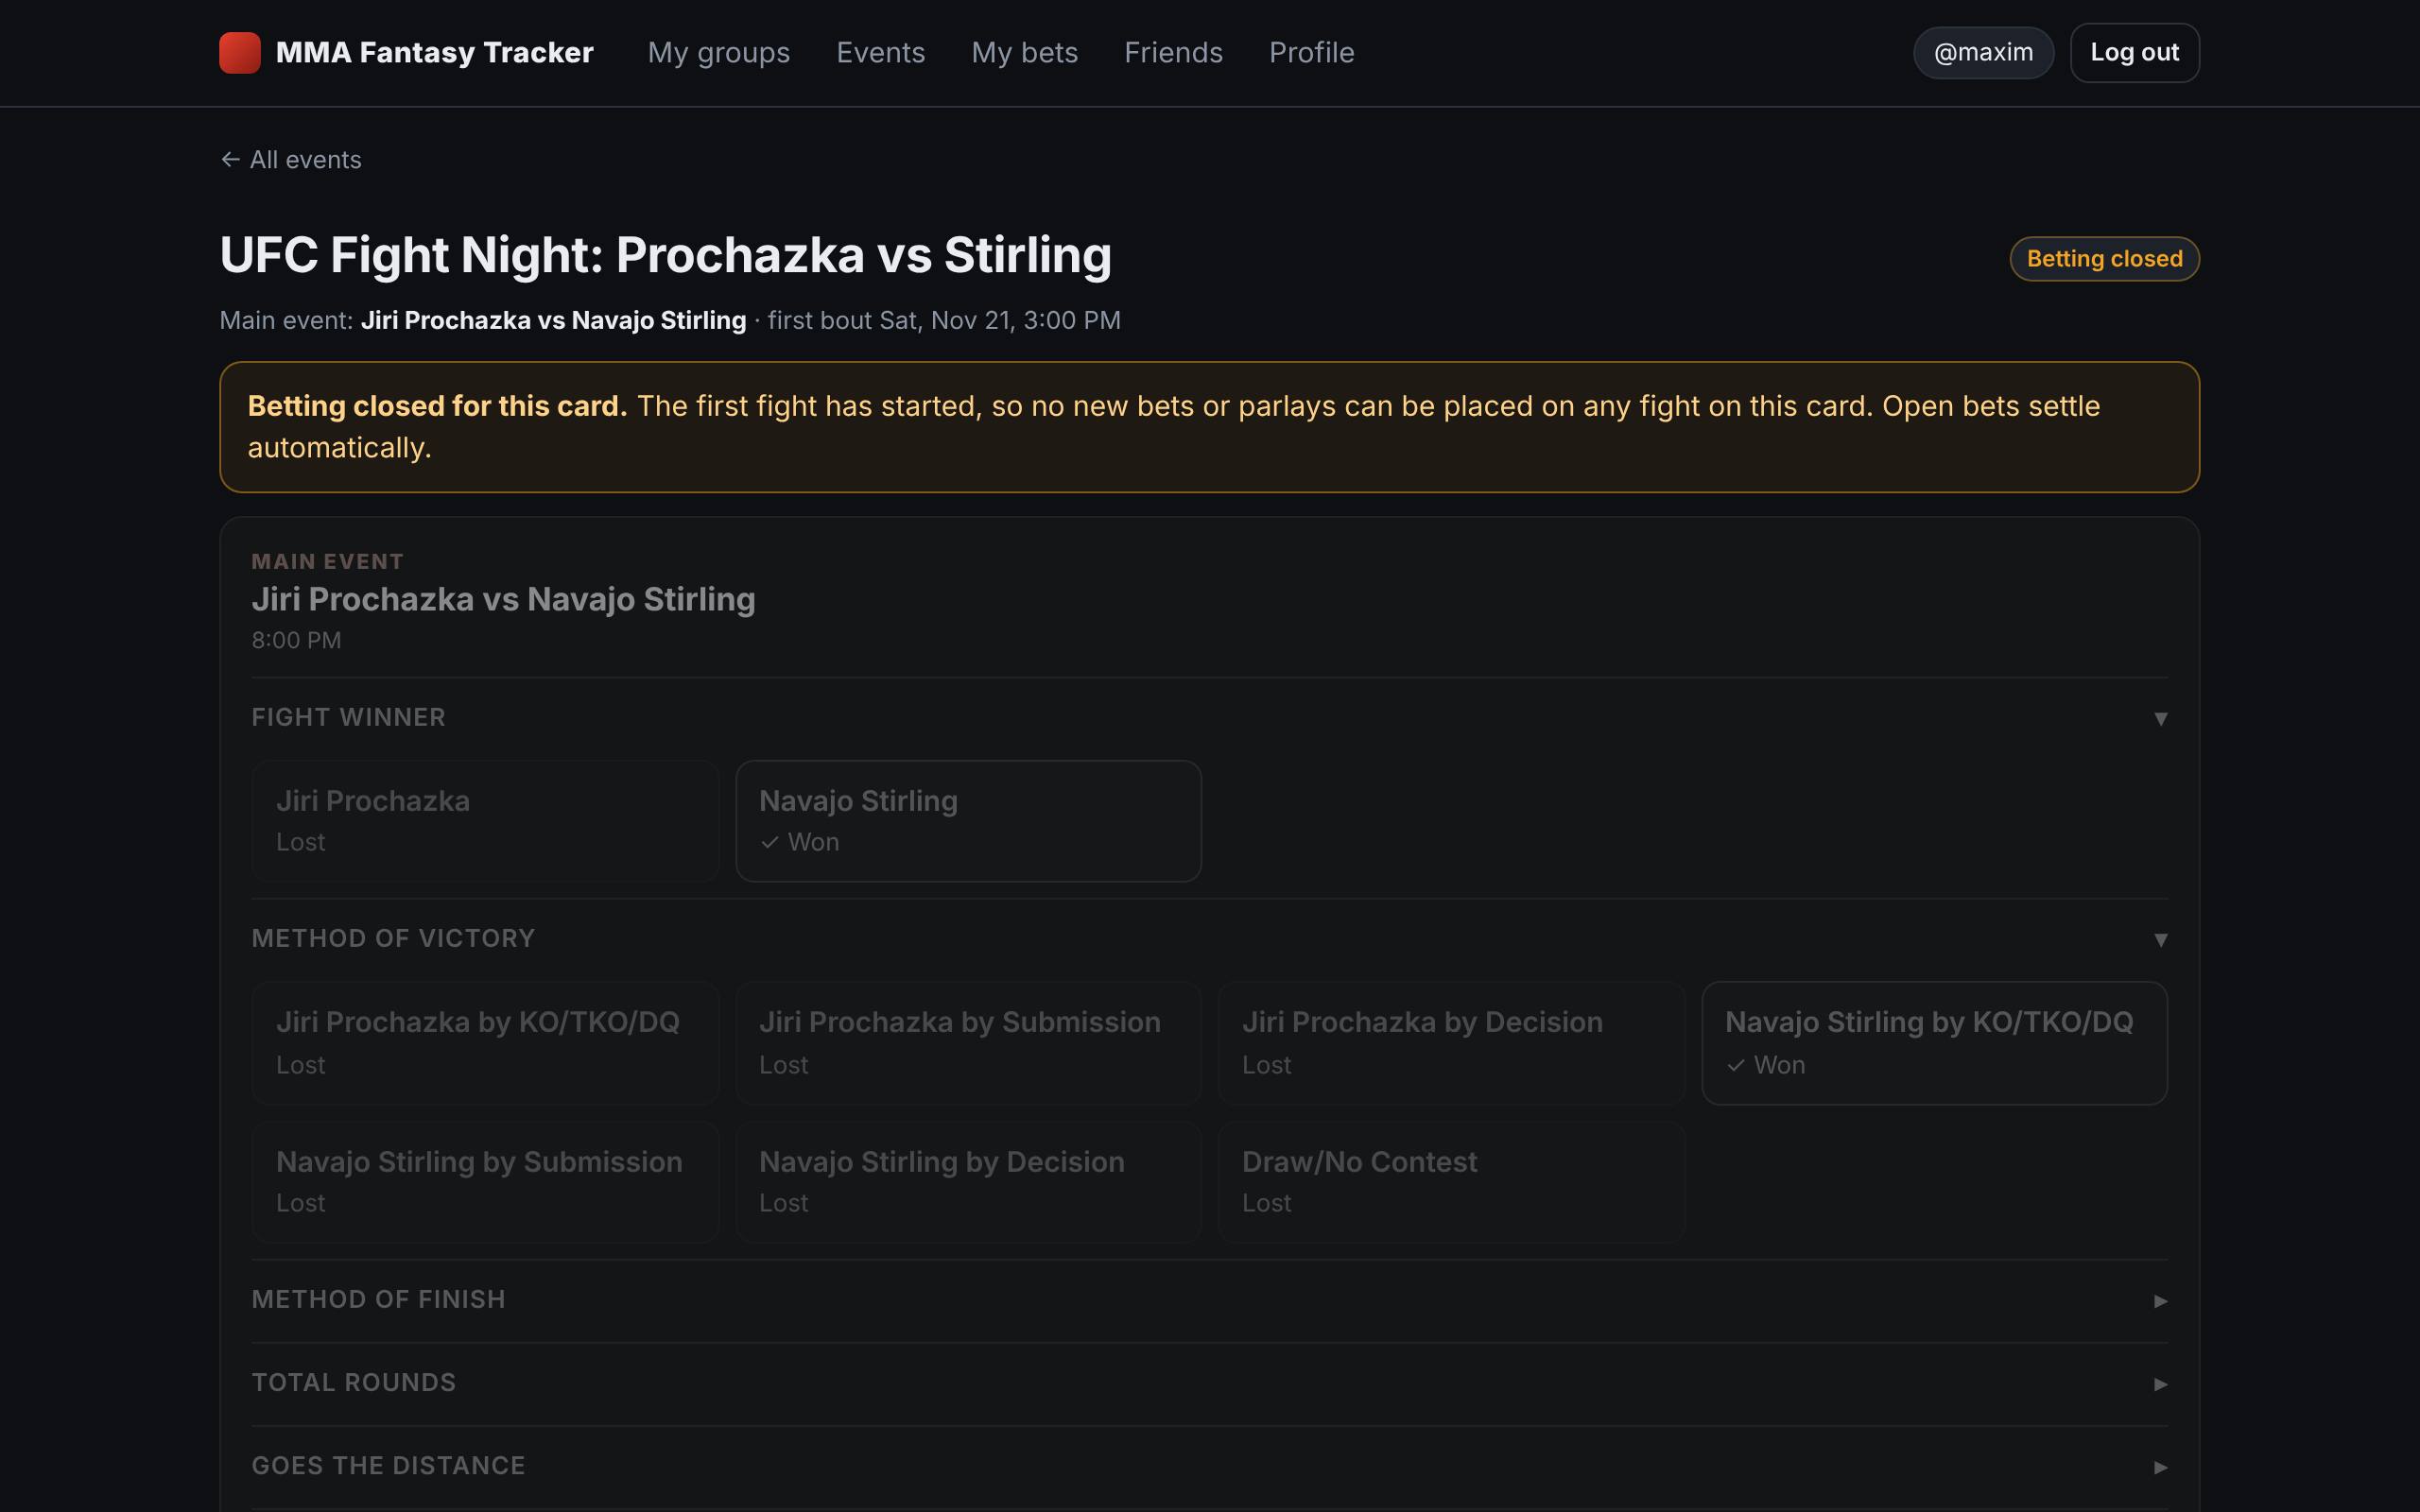 MMA Fantasy Tracker My groups Events My bets Friends Profile @maxim Log out
← All events
UFC Fight Night: Prochazka vs Stirling Betting closed
Main event: Jiri Prochazka vs Navajo Stirling · first bout Sat, Nov 21, 3:00 PM
Betting closed for this card. The first fight has started, so no new bets or parlays can be placed on any fight on this card. Open bets settle
automatically.
MAIN EVENT
Jiri Prochazka vs Navajo Stirling
8:00 PM
FIGHT WINNER ▼
Jiri Prochazka Navajo Stirling
Lost ✓ Won
METHOD OF VICTORY ▼
Jiri Prochazka by KO/TKO/DQ Jiri Prochazka by Submission Jiri Prochazka by Decision Navajo Stirling by KO/TKO/DQ
Lost Lost Lost ✓ Won
Navajo Stirling by Submission Navajo Stirling by Decision Draw/No Contest
Lost Lost Lost
METHOD OF FINISH ▶
TOTAL ROUNDS ▶
GOES THE DISTANCE ▶